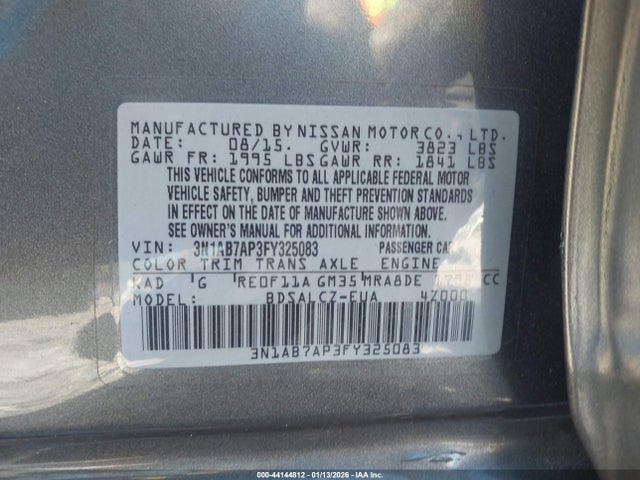 MANUFACTURED BY NISSAN MOTOR CO., LTD.
DATE: 08/15. GVWR: 3823 LBS
GAWR FR: 1995 LBS GAWR RR: 1841 LBS
THIS VEHICLE CONFORMS TO ALL APPLICABLE FEDERAL MOTOR
VEHICLE SAFETY, BUMPER AND THEFT PREVENTION STANDARDS
IN EFFECT ON THE DATE OF MANUFACTURE SHOWN ABOVE.
SEE OWNER'S MANUAL FOR ADDITIONAL INFORMATION.
VIN: 3N1AB7AP3FY325083 PASSENGER CAR
COLOR TRIM TRANS AXLE ENGINE
KAD G RE0F11A GM35 MRA8DE 1798 CC
MODEL: BDSALCZ-EUA 4Z000
3N1AB7AP3FY325083
000-44144812 - 01/13/2026 - IAA Inc.